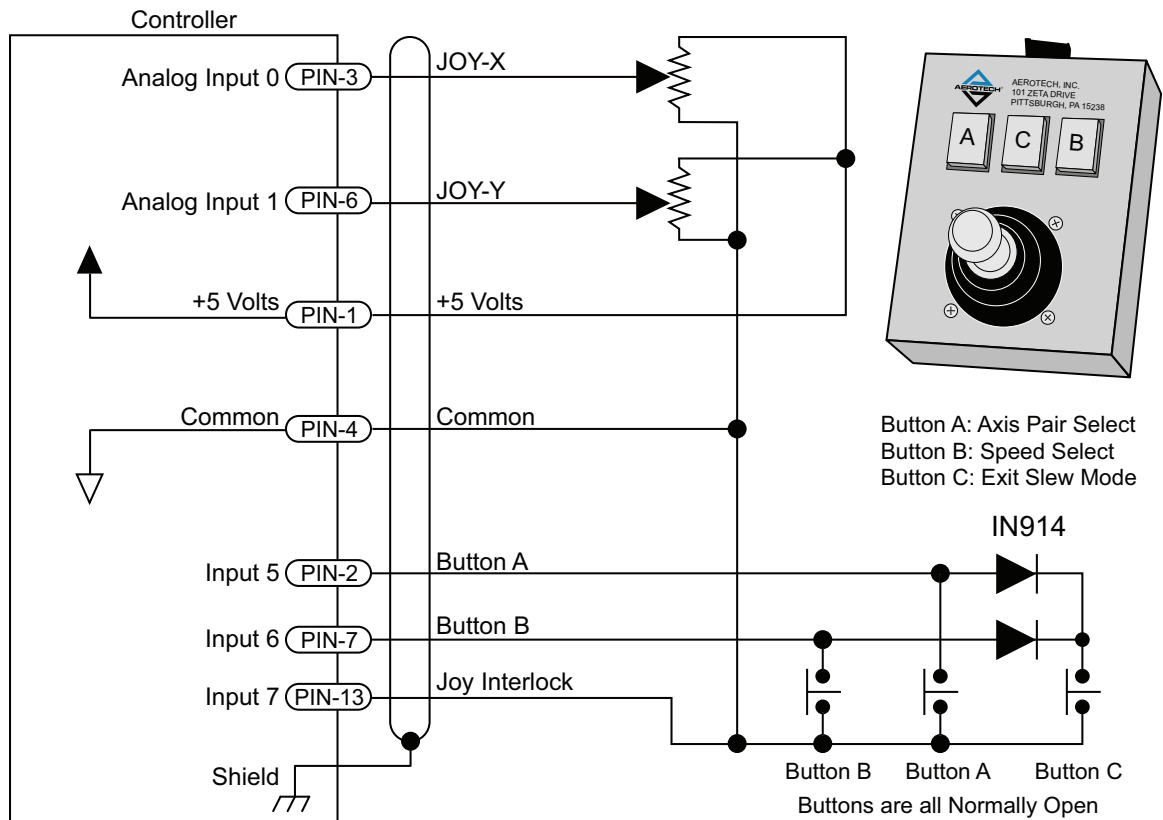 Controller
Analog Input 0 PIN-3 JOY-X
Analog Input 1 PIN-6 JOY-Y
+5 Volts PIN-1 +5 Volts
Common PIN-4 Common
Input 5 PIN-2 Button A
Input 6 PIN-7 Button B
Input 7 PIN-13 Joy Interlock
Shield
AEROTECH
AEROTECH, INC.
101 ZETA DRIVE
PITTSBURGH, PA 15238
A C B
Button A: Axis Pair Select
Button B: Speed Select
Button C: Exit Slew Mode
IN914
Button B Button A Button C
Buttons are all Normally Open